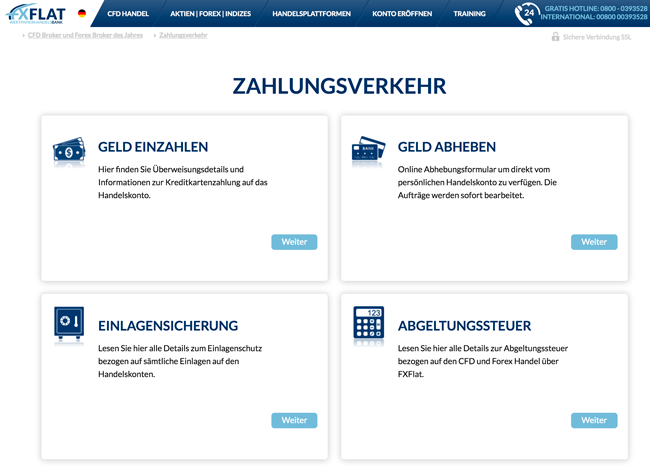 FXFLAT
WERTPAPIERHANDELSBANK
CFD HANDEL
AKTIEN | FOREX | INDIZES
HANDELSPLATTFORMEN
KONTO ERÖFFNEN
TRAINING
24
GRATIS HOTLINE: 0800 - 0393528
INTERNATIONAL: 00800 00393528
CFD Broker und Forex Broker des Jahres
Zahlungsverkehr
Sichere Verbindung SSL
ZAHLUNGSVERKEHR
GELD EINZAHLEN
Hier finden Sie Überweisungsdetails und
Informationen zur Kreditkartenzahlung auf das
Handelskonto.
Weiter
BANK
GELD ABHEBEN
Online Abhebungsformular um direkt vom
persönlichen Handelskonto zu verfügen. Die
Aufträge werden sofort bearbeitet.
Weiter
EINLAGENSICHERUNG
Lesen Sie hier alle Details zum Einlagenschutz
bezogen auf sämtliche Einlagen auf den
Handelskonten.
Weiter
123
ABGELTUNGSSTEUER
Lesen Sie hier alle Details zur Abgeltungssteuer
bezogen auf den CFD und Forex Handel über
FXFlat.
Weiter